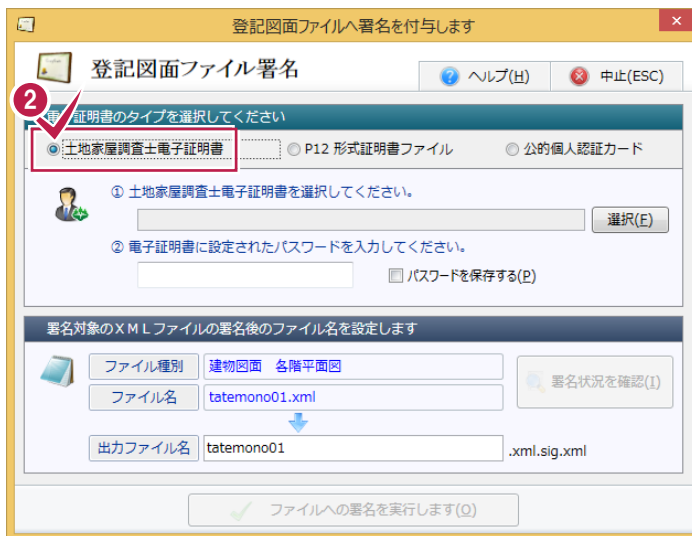 登記図面ファイルへ署名を付与します
登記図面ファイル署名
ヘルプ(H)
中止(ESC)
2
証明書のタイプを選択してください
土地家屋調査士電子証明書
P12 形式証明書ファイル
公的個人認証カード
① 土地家屋調査士電子証明書を選択してください。
選択(F)
② 電子証明書に設定されたパスワードを入力してください。
パスワードを保存する(P)
署名対象のXMLファイルの署名後のファイル名を設定します
ファイル種別 建物図面 各階平面図
ファイル名 tatemono01.xml
署名状況を確認(I)
出力ファイル名 tatemono01 .xml.sig.xml
ファイルへの署名を実行します(O)